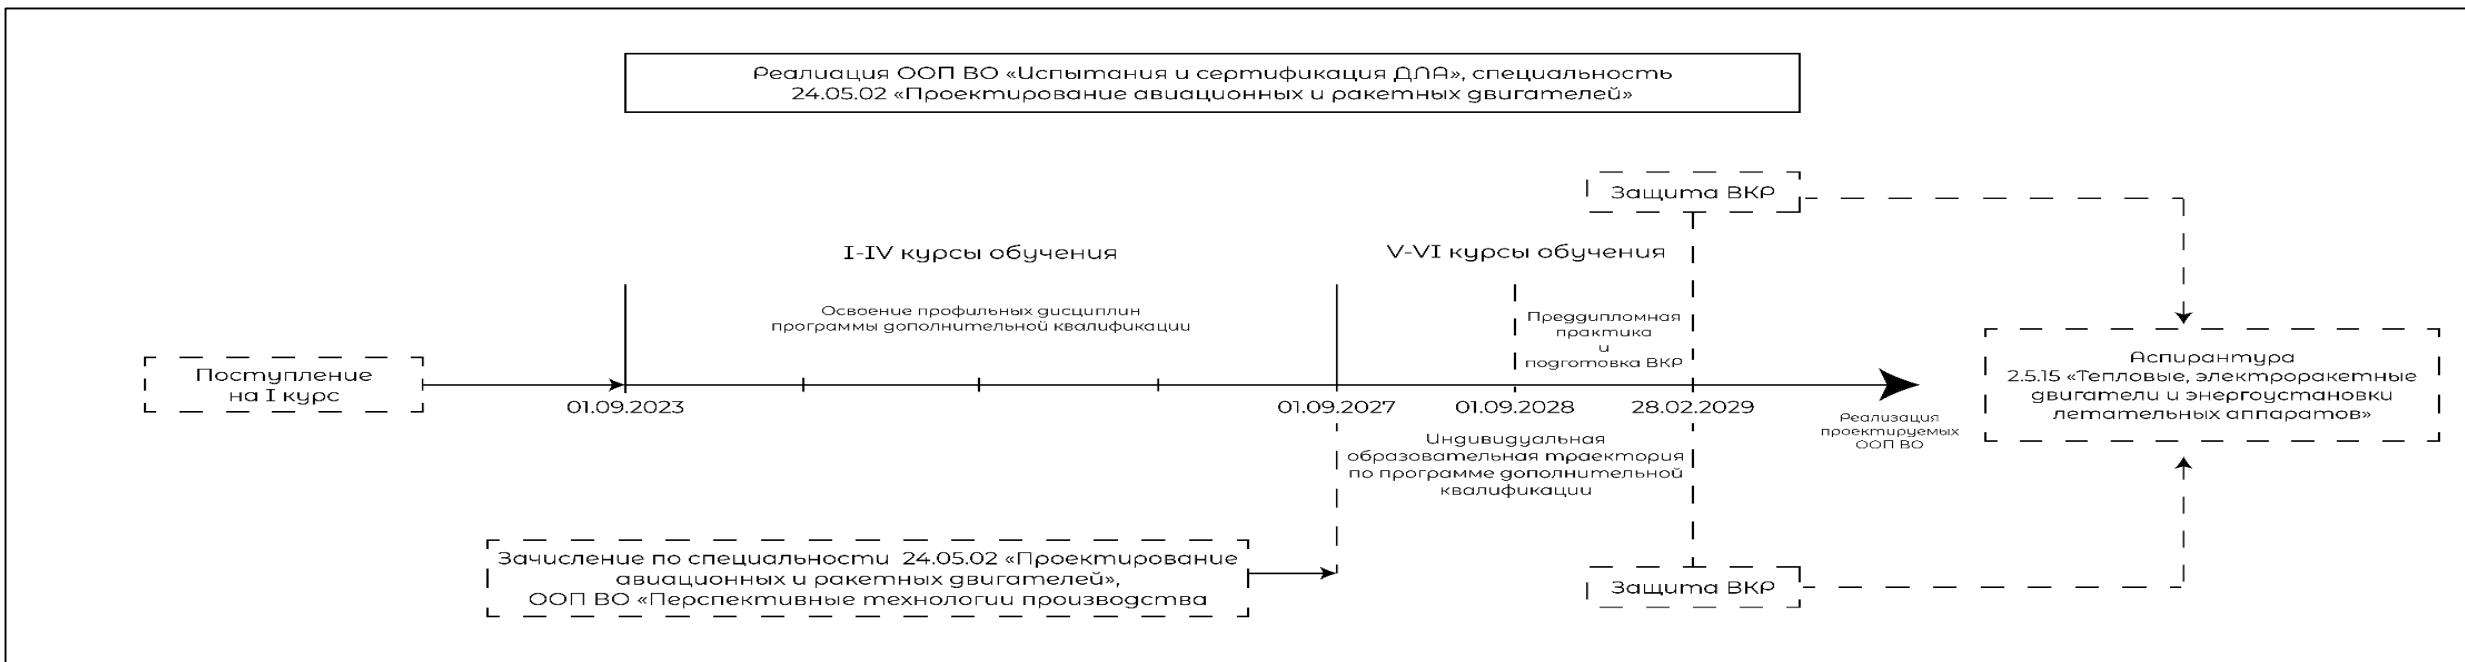 Реалиация ООП ВО «Испытания и сертификация ДЛА», специальность
24.05.02 «Проектирование авиационных и ракетных двигателей»
Защита ВКР
I-IV курсы обучения
V-VI курсы обучения
Освоение профильных дисциплин
программы дополнительной квалификации
Преддипломная
практика
и
подготовка ВКР
Поступление
на I курс
Аспирантура
2.5.15 «Тепловые, электроракетные
двигатели и энергоустановки
летательных аппаратов»
01.09.2023
01.09.2027
01.09.2028
28.02.2029
Реализация
проектируемых
ООП ВО
Индивидуальная
образовательная траектория
по программе дополнительной
квалификации
Зачисление по специальности 24.05.02 «Проектирование
авиационных и ракетных двигателей»,
ООП ВО «Перспективные технологии производства
Защита ВКР